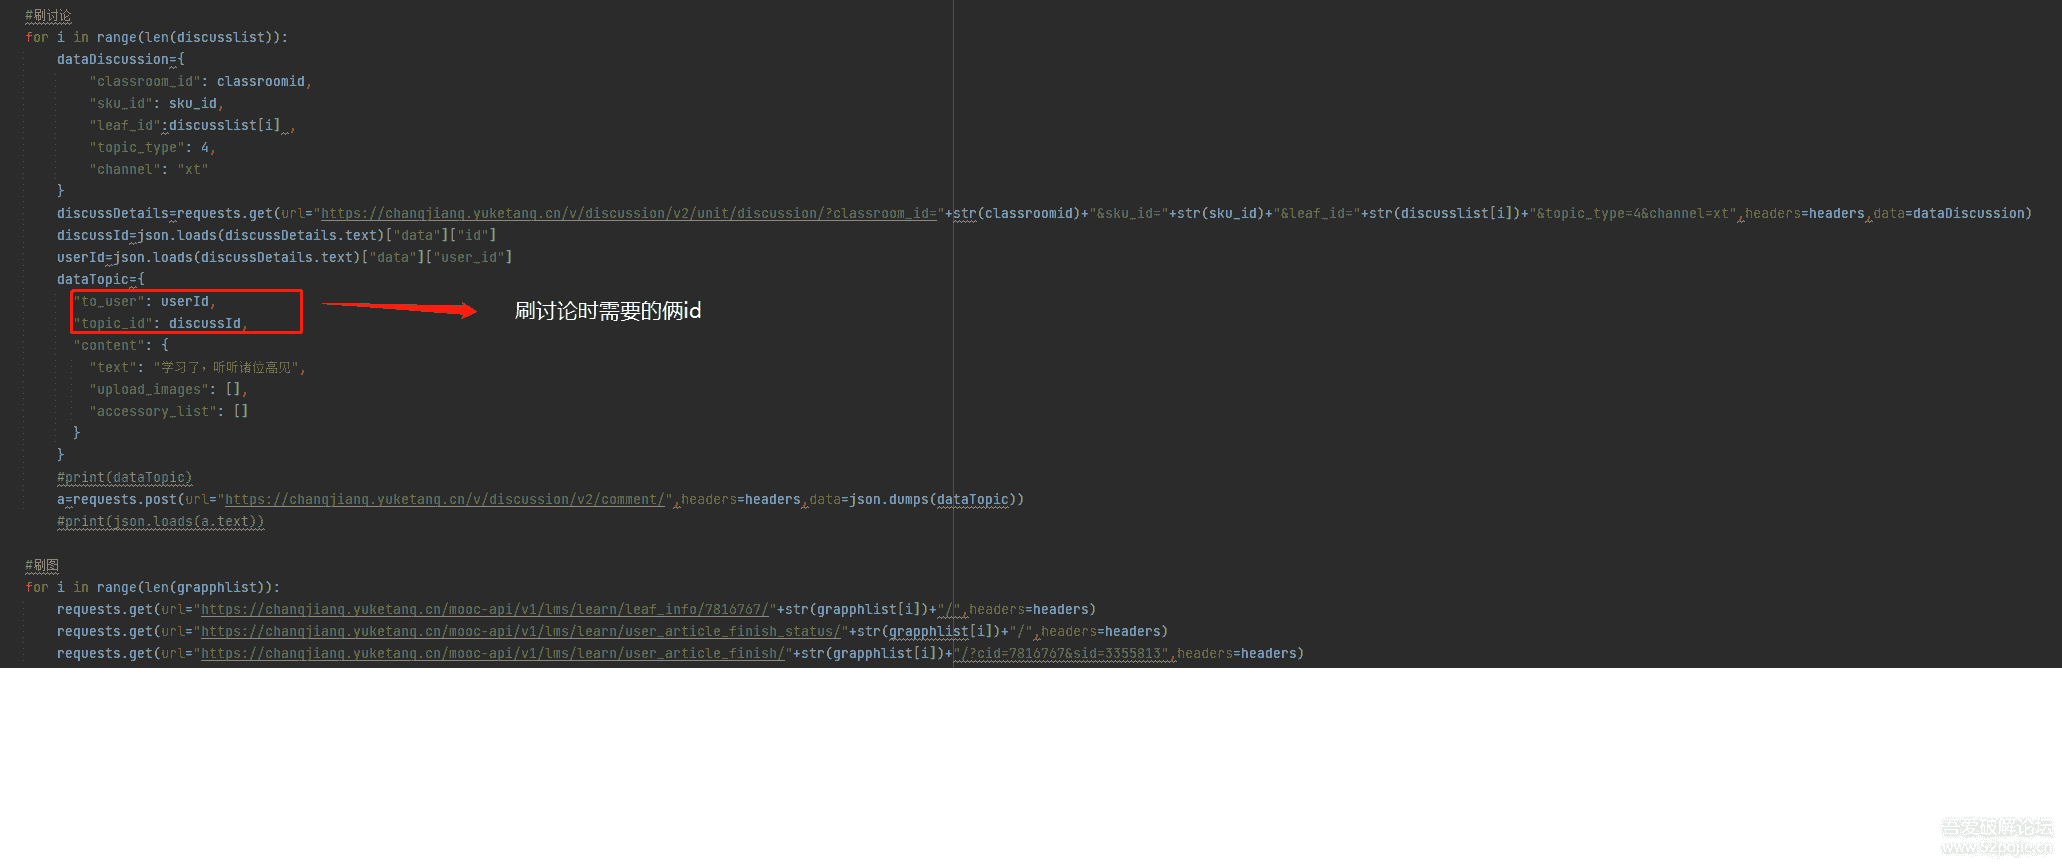 #刷讨论
for i in range(len(discusslist)):
dataDiscussion={
"classroom_id": classroomid,
"sku_id": sku_id,
"leaf_id":discusslist[i] ,
"topic_type": 4,
"channel": "xt"
}
discussDetails=requests.get(url="https://changjiang.yuketang.cn/v/discussion/v2/unit/discussion/?classroom_id="+str(classroomid)+"&sku_id="+str(sku_id)+"&leaf_id="+str(discusslist[i])+"&topic_type=4&channel=xt",headers=headers,data=dataDiscussion)
discussId=json.loads(discussDetails.text)["data"]["id"]
userId=json.loads(discussDetails.text)["data"]["user_id"]
dataTopic={
"to_user": userId,
"topic_id": discussId,
刷讨论时需要的俩id
"content": {
"text": "学习了，听听诸位高见",
"upload_images": [],
"accessory_list": []
}
}
#print(dataTopic)
a=requests.post(url="https://changjiang.yuketang.cn/v/discussion/v2/comment/",headers=headers,data=json.dumps(dataTopic))
#print(json.loads(a.text))
#刷图
for i in range(len(grapphlist)):
requests.get(url="https://changjiang.yuketang.cn/mooc-api/v1/lms/learn/leaf_info/7816767/"+str(grapphlist[i])+"/",headers=headers)
requests.get(url="https://changjiang.yuketang.cn/mooc-api/v1/lms/learn/user_article_finish_status/"+str(grapphlist[i])+"/",headers=headers)
requests.get(url="https://changjiang.yuketang.cn/mooc-api/v1/lms/learn/user_article_finish/"+str(grapphlist[i])+"/?cid=7816767&sid=3355813",headers=headers)
吾爱破解论坛
www.52pojie.cn